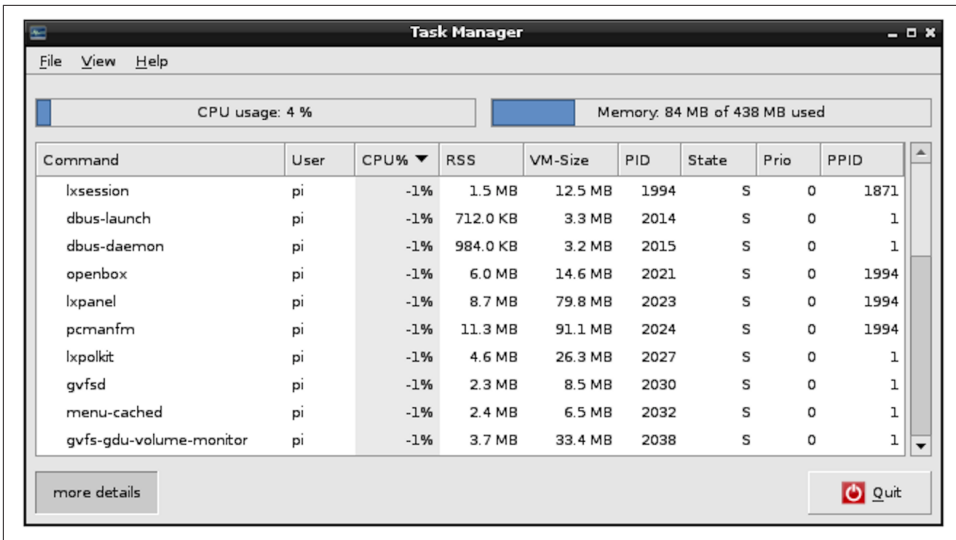 Task Manager
File View Help
CPU usage: 4 % Memory: 84 MB of 438 MB used
Command User CPU% RSS VM-Size PID State Prio PPID
lxsession pi -1% 1.5 MB 12.5 MB 1994 S 0 1871
dbus-launch pi -1% 712.0 KB 3.3 MB 2014 S 0 1
dbus-daemon pi -1% 984.0 KB 3.2 MB 2015 S 0 1
openbox pi -1% 6.0 MB 14.6 MB 2021 S 0 1994
lxpanel pi -1% 8.7 MB 79.8 MB 2023 S 0 1994
pcmanfm pi -1% 11.3 MB 91.1 MB 2024 S 0 1994
lxpolkit pi -1% 4.6 MB 26.3 MB 2027 S 0 1
gvfsd pi -1% 2.3 MB 8.5 MB 2030 S 0 1
menu-cached pi -1% 2.4 MB 6.5 MB 2032 S 0 1
gvfs-gdu-volume-monitor pi -1% 3.7 MB 33.4 MB 2038 S 0 1
more details Quit